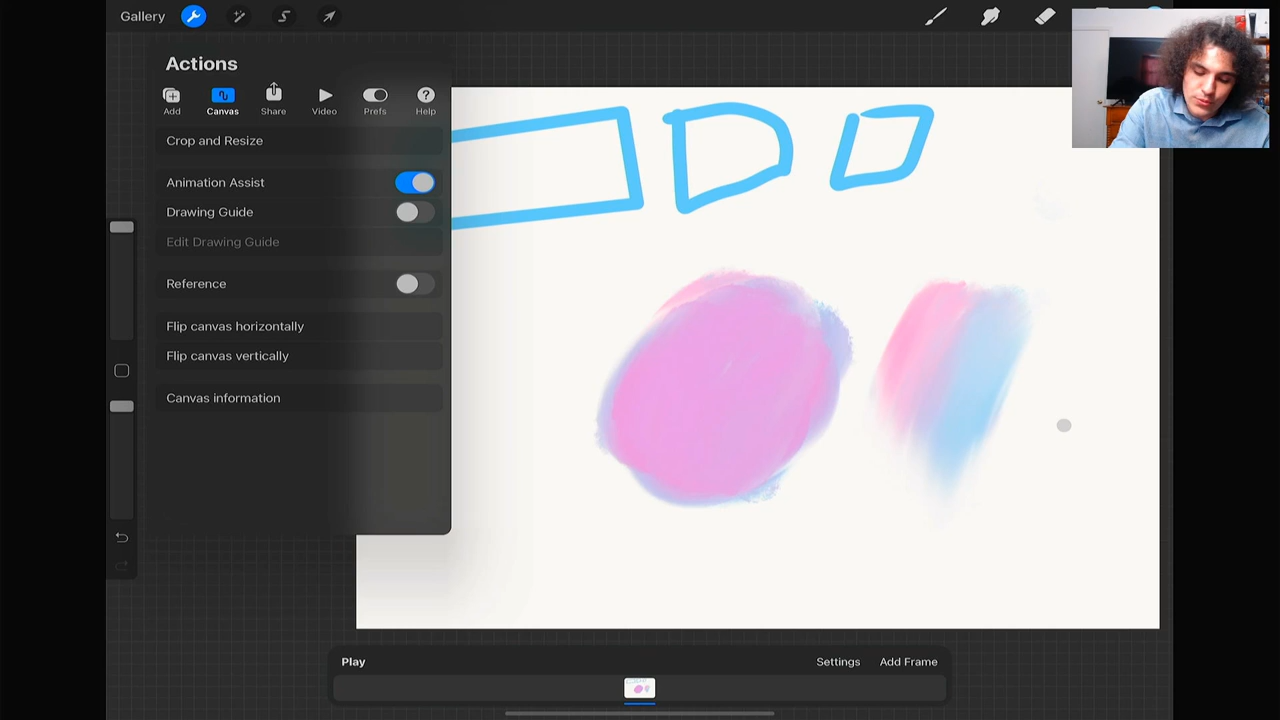 Gallery
Actions
Add Canvas Share Video Prefs Help
Crop and Resize
Animation Assist
Drawing Guide
Edit Drawing Guide
Reference
Flip canvas horizontally
Flip canvas vertically
Canvas information
Play Settings Add Frame